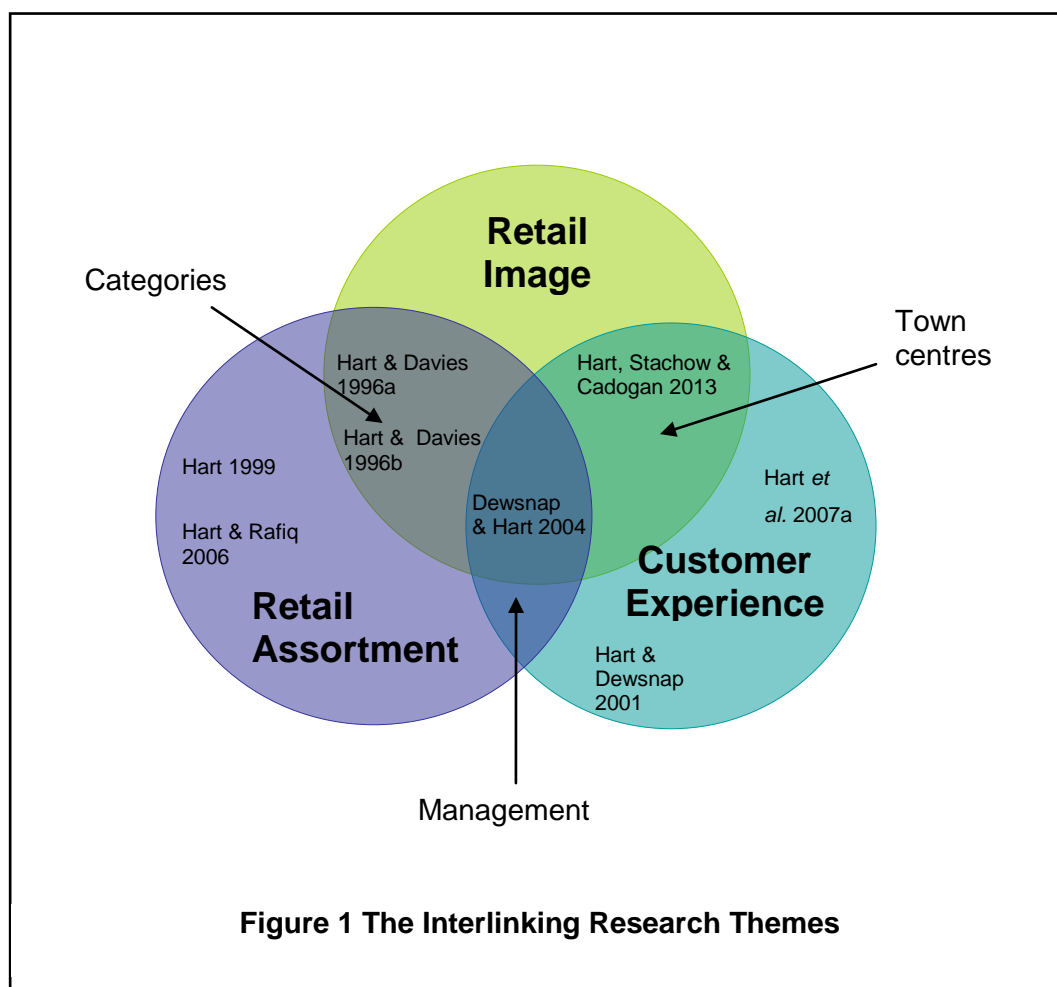 Retail
Image
Categories
Town
centres
Hart & Davies
1996a
Hart, Stachow &
Cadogan 2013
Hart & Davies
1996b
Hart 1999
Hart et
al. 2007a
Dewsnap
& Hart 2004
Hart & Rafiq
2006
Customer
Experience
Retail
Assortment
Hart &
Dewsnap
2001
Management
Figure 1 The Interlinking Research Themes